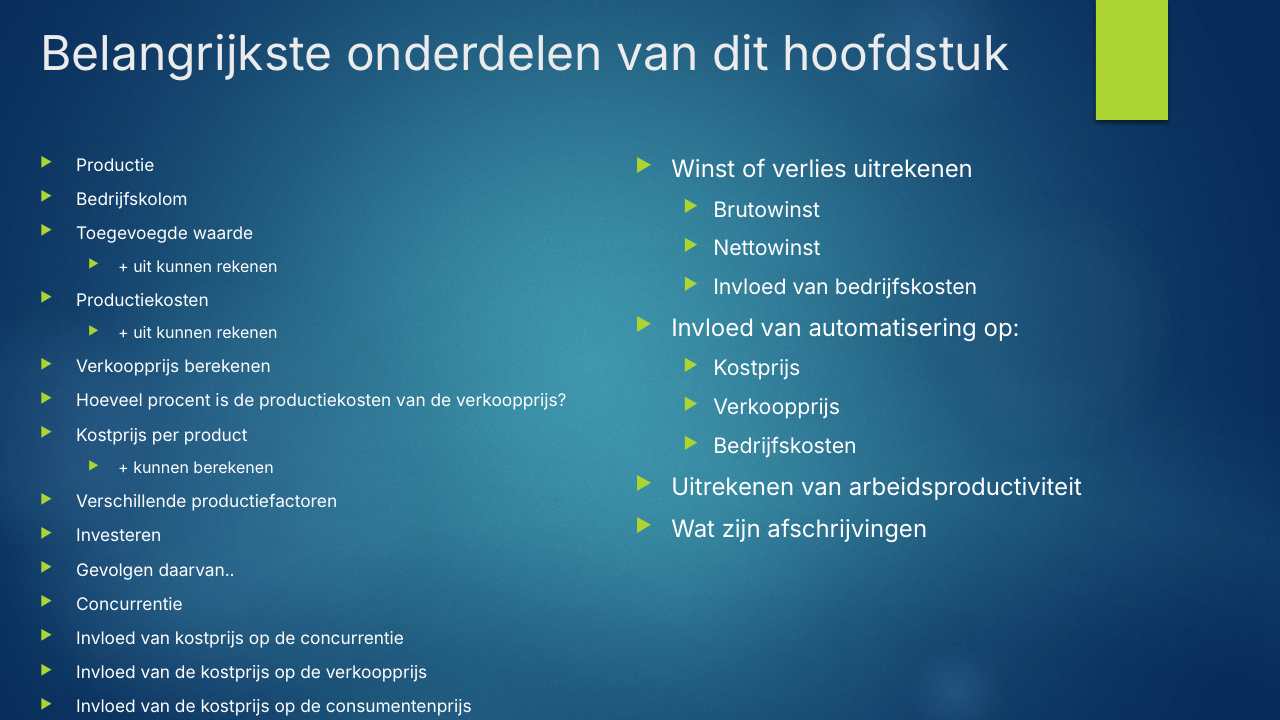 Belangrijkste onderdelen van dit hoofdstuk
Productie
Bedrijfskolom
Toegevoegde waarde
+ uit kunnen rekenen
Productiekosten
+ uit kunnen rekenen
Verkoopprijs berekenen
Hoeveel procent is de productiekosten van de verkoopprijs?
Kostprijs per product
+ kunnen berekenen
Verschillende productiefactoren
Investeren
Gevolgen daarvan..
Concurrentie
Invloed van kostprijs op de concurrentie
Invloed van de kostprijs op de verkoopprijs
Invloed van de kostprijs op de consumentenprijs
Winst of verlies uitrekenen
Brutowinst
Nettowinst
Invloed van bedrijfskosten
Invloed van automatisering op:
Kostprijs
Verkoopprijs
Bedrijfskosten
Uitrekenen van arbeidsproductiviteit
Wat zijn afschrijvingen